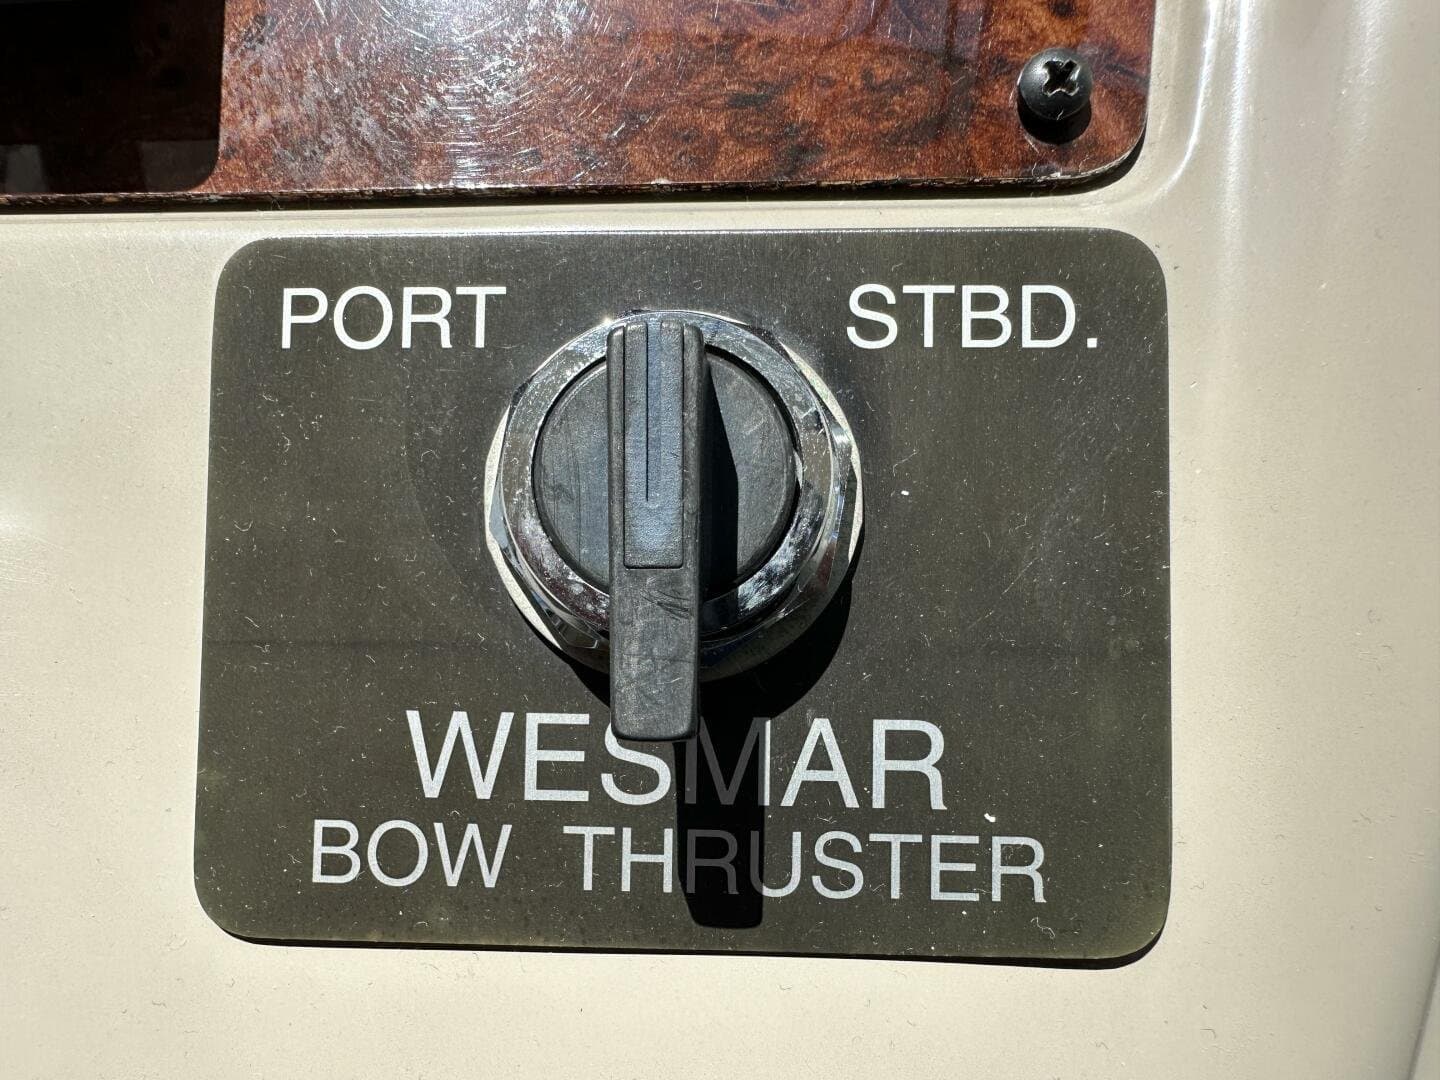 PORT STBD.
WESMAR
BOW THRUSTER